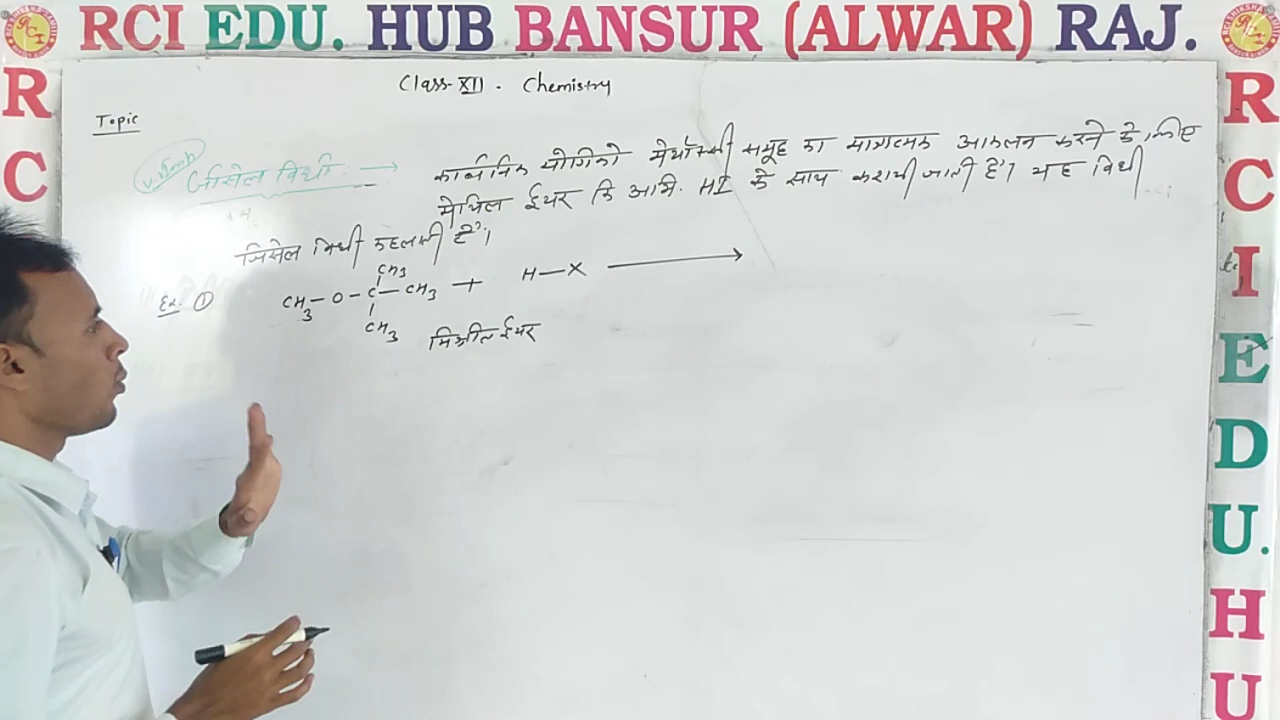 RCI EDU. HUB BANSUR (ALWAR) RAJ.
R
C
R
C
I
E
D
U.
H
U
Class-XII. Chemistry
Topic
V.V.Imp
जीसेल विधी → कार्बनिक योगिको मेथॉक्सी समूह का मात्रात्मक आकलन करने के लिए
मेथिल ईथर कि अभि. HI के साथ करायी जाती है। यह विधी
जिसेल विधी कहलाती है।
Ex. ①
CH3
CH3 – O – C – CH3 + H – X ⟶
CH3
मिश्रीत ईथर